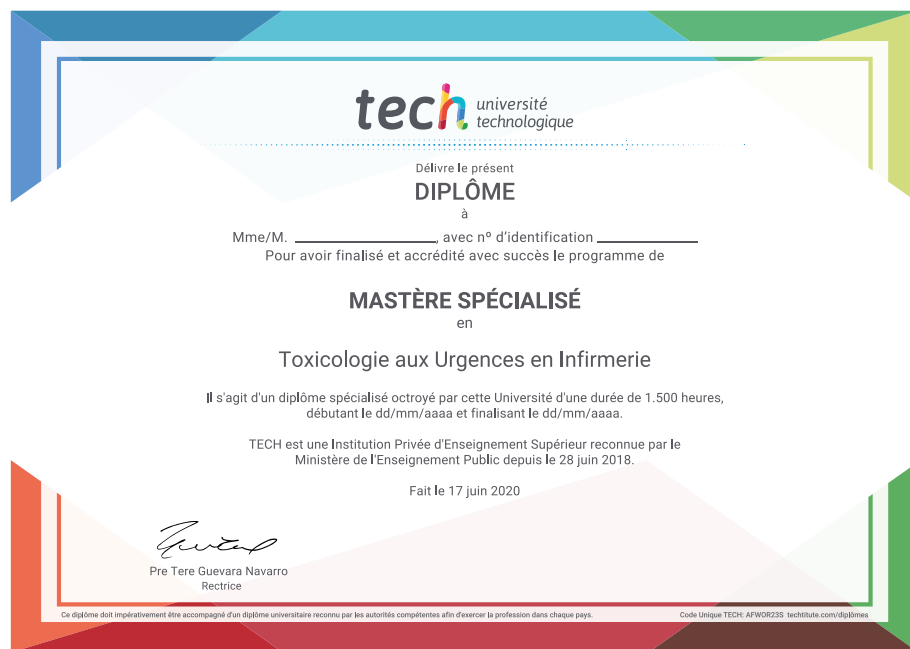 tech université
technologique
Délivre le présent
DIPLÔME
à
Mme/M. ____________, avec nº d'identification ____________
Pour avoir finalisé et accrédité avec succès le programme de
MASTÈRE SPÉCIALISÉ
en
Toxicologie aux Urgences en Infirmerie
Il s'agit d'un diplôme spécialisé octroyé par cette Université d'une durée de 1.500 heures,
débutant le dd/mm/aaaa et finalisant le dd/mm/aaaa.
TECH est une Institution Privée d'Enseignement Supérieur reconnue par le
Ministère de l'Enseignement Public depuis le 28 juin 2018.
Fait le 17 juin 2020
Pre Tere Guevara Navarro
Rectrice
Ce diplôme doit impérativement être accompagné d'un diplôme universitaire reconnu par les autorités compétentes afin d'exercer la profession dans chaque pays.
Code Unique TECH: AFWOR23S techtitute.com/diplômes